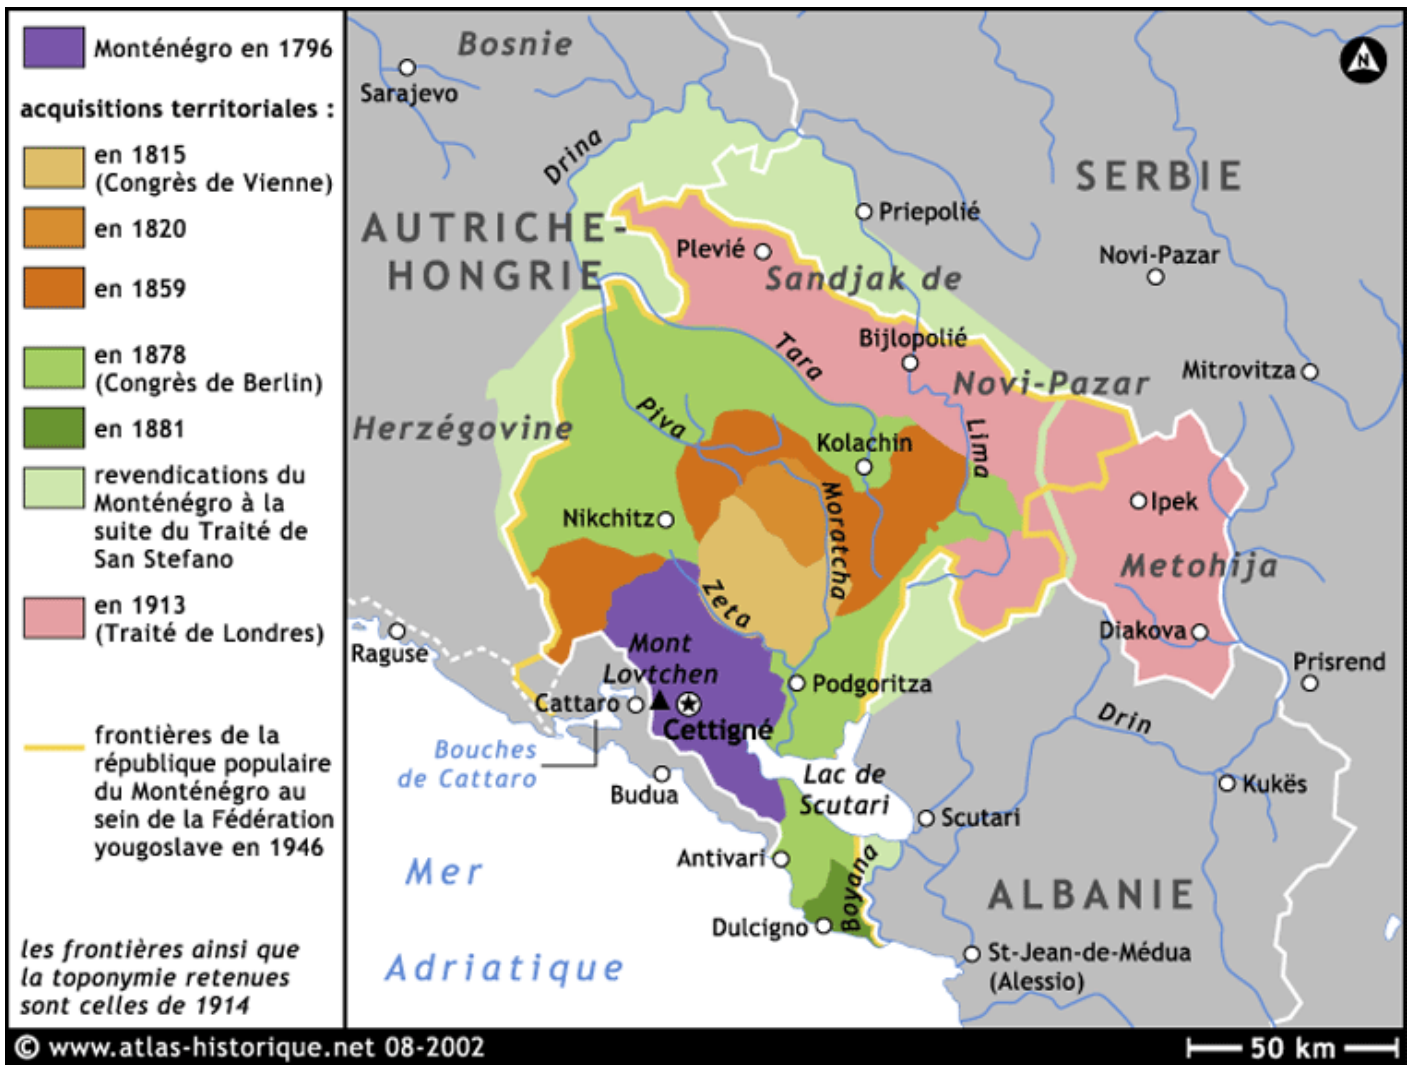 Monténégro en 1796
acquisitions territoriales :
en 1815
(Congrès de Vienne)
en 1820
en 1859
en 1878
(Congrès de Berlin)
en 1881
revendications du
Monténégro à la
suite du Traité de
San Stefano
en 1913
(Traité de Londres)
frontières de la
république populaire
du Monténégro au
sein de la Fédération
yougoslave en 1946
les frontières ainsi que
la toponymie retenues
sont celles de 1914
Bosnie
N
Sarajevo
Drina
SERBIE
Priepolié
AUTRICHE-
HONGRIE
Plevié
Novi-Pazar
Sandjak de
Novi-Pazar
Bijlopolié
Tara
Mitrovitza
Piva
Herzégovine
Kolachin
Lima
Nikchitz
Moratcha
Ipek
Metohija
Zeta
Raguse
Mont
Lovtchen
Diakova
Prisrend
Cattaro
Podgoritza
Cettigné
Drin
Bouches
de Cattaro
Budua
Lac de
Scutari
Kukës
Scutari
Antivari
Mer
Adriatique
Boyana
ALBANIE
Dulcigno
St-Jean-de-Médua
(Alessio)
© www.atlas-historique.net 08-2002
50 km